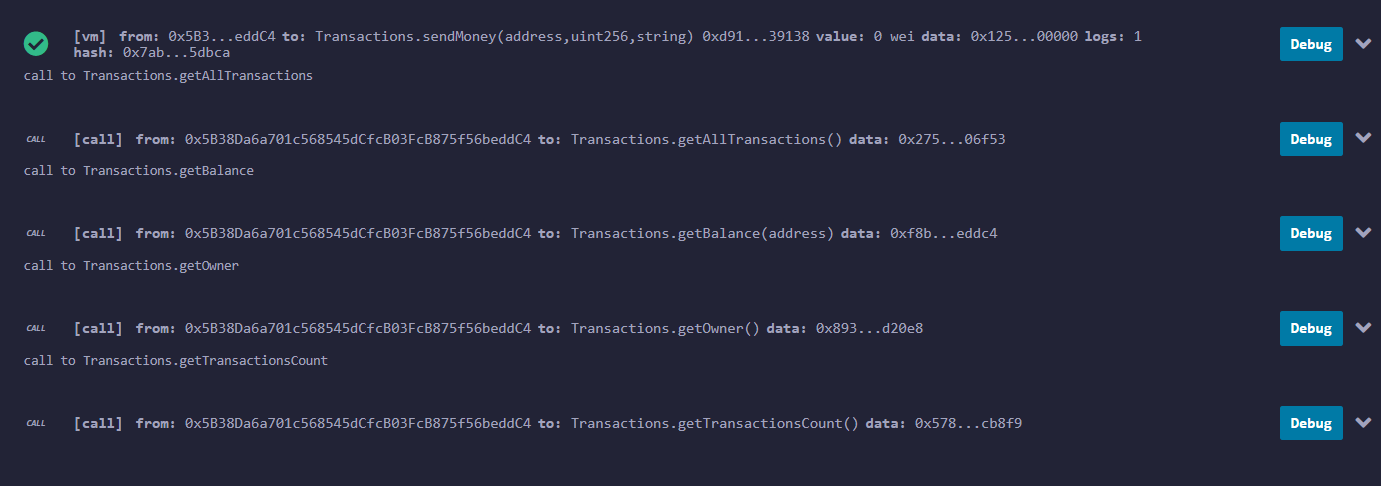 [vm] from: 0x5B3...eddC4 to: Transactions.sendMoney(address,uint256,string) 0xd91...39138 value: 0 wei data: 0x125...00000 logs: 1
hash: 0x7ab...5dbca
Debug
call to Transactions.getAllTransactions
CALL [call] from: 0x5B38Da6a701c568545dCfcB03FcB875f56beddC4 to: Transactions.getAllTransactions() data: 0x275...06f53
Debug
call to Transactions.getBalance
CALL [call] from: 0x5B38Da6a701c568545dCfcB03FcB875f56beddC4 to: Transactions.getBalance(address) data: 0xf8b...eddc4
Debug
call to Transactions.getOwner
CALL [call] from: 0x5B38Da6a701c568545dCfcB03FcB875f56beddC4 to: Transactions.getOwner() data: 0x893...d20e8
Debug
call to Transactions.getTransactionsCount
CALL [call] from: 0x5B38Da6a701c568545dCfcB03FcB875f56beddC4 to: Transactions.getTransactionsCount() data: 0x578...cb8f9
Debug